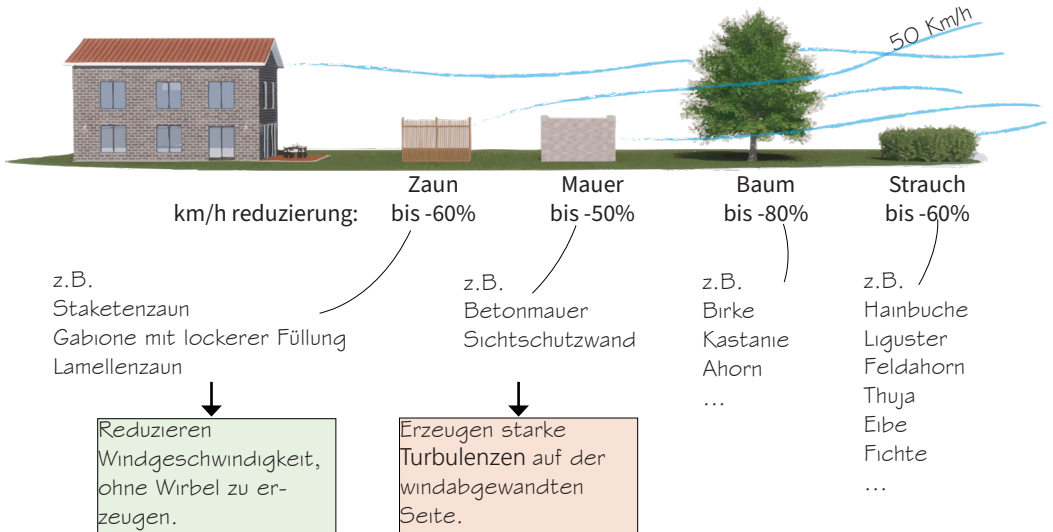 50 Km/h
Zaun
Mauer
Baum
Strauch
km/h reduzierung:
bis -60%
bis -50%
bis -80%
bis -60%
z.B.
Staketenzaun
Gabione mit lockerer Füllung
Lamellenzaun
z.B.
Betonmauer
Sichtschutzwand
z.B.
Birke
Kastanie
Ahorn
...
z.B.
Hainbuche
Liguster
Feldahorn
Thuja
Eibe
Fichte
...
Reduzieren
Windgeschwindigkeit,
ohne Wirbel zu er-
zeugen.
Erzeugen starke
Turbulenzen auf der
windabgewandten
Seite.